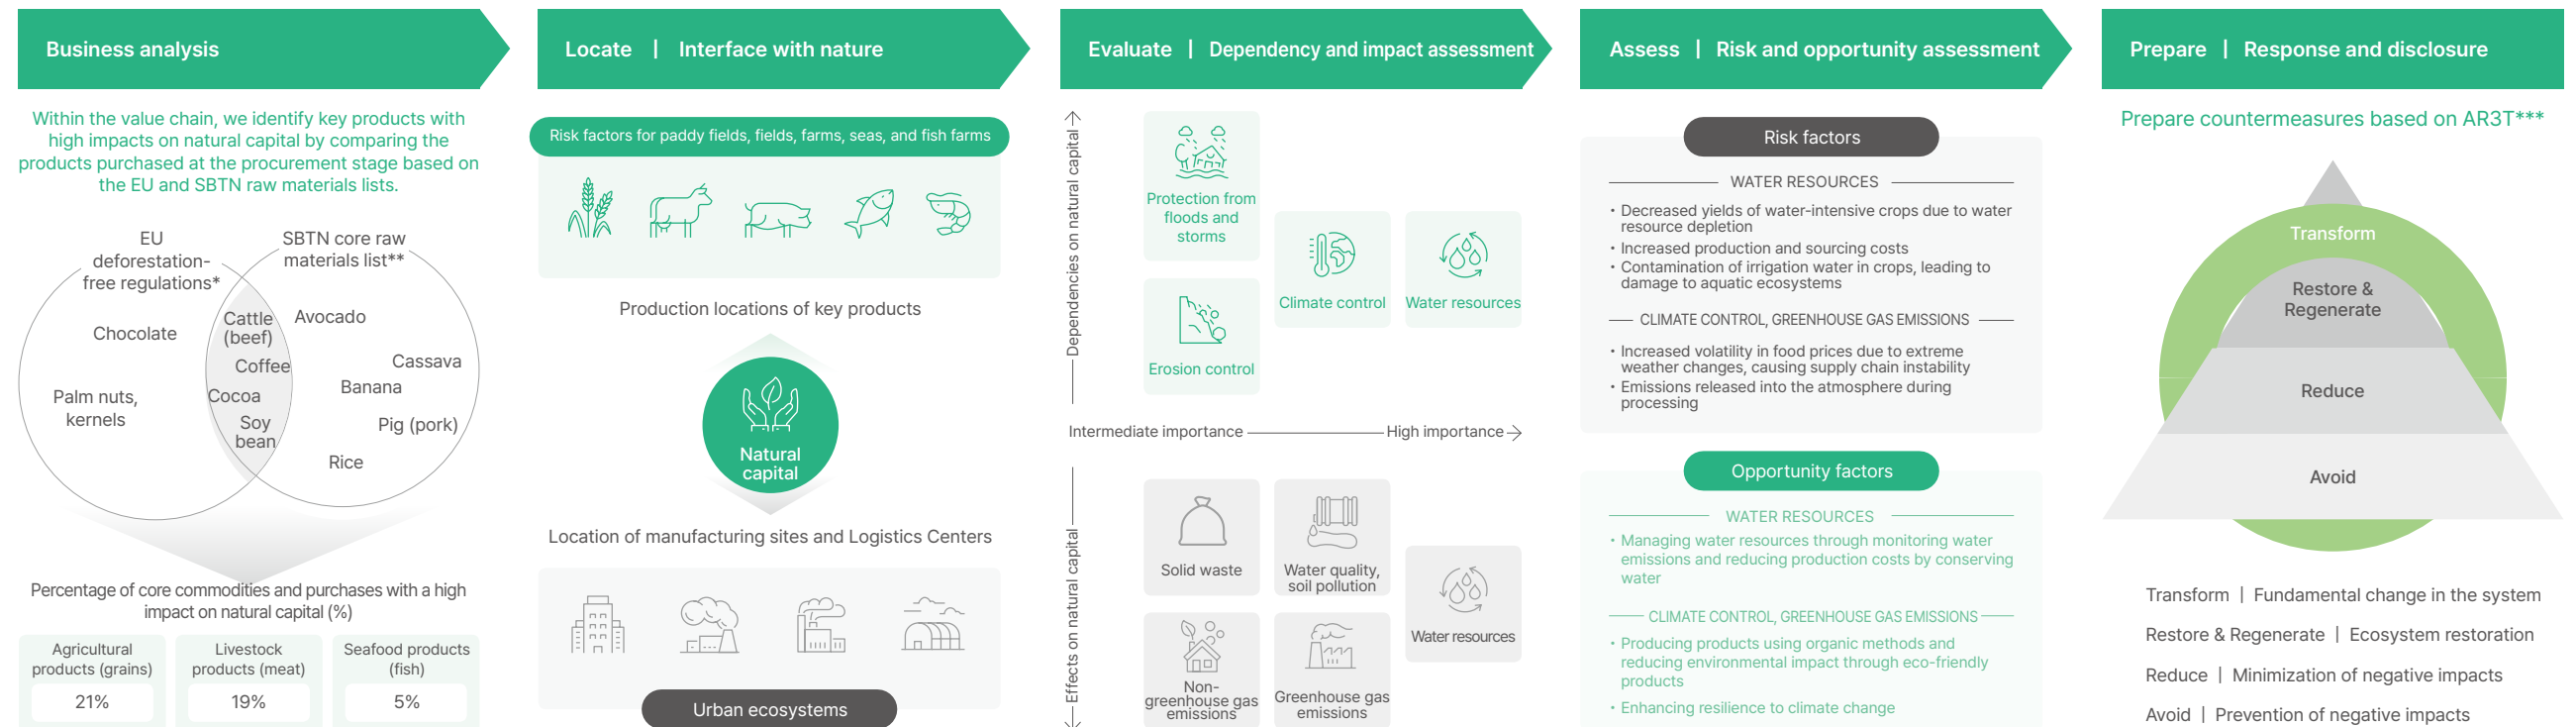 Business analysis
Within the value chain, we identify key products with
high impacts on natural capital by comparing the
products purchased at the procurement stage based on
the EU and SBTN raw materials lists.
EU
deforestation-
free regulations*
SBTN core raw
materials list**
Chocolate
Palm nuts,
kernels
Cattle
(beef)
Coffee
Cocoa
Soy
bean
Avocado
Cassava
Banana
Pig (pork)
Rice
Percentage of core commodities and purchases with a high
impact on natural capital (%)
Agricultural
products (grains)
21%
Livestock
products (meat)
19%
Seafood products
(fish)
5%
Locate | Interface with nature
Risk factors for paddy fields, fields, farms, seas, and fish farms
Production locations of key products
Natural
capital
Location of manufacturing sites and Logistics Centers
Urban ecosystems
Evaluate | Dependency and impact assessment
Dependencies on natural capital
Protection from
floods and
storms
Erosion control
Climate control
Water resources
Intermediate importance
High importance
Effects on natural capital
Solid waste
Water quality,
soil pollution
Water resources
Non-
greenhouse gas
emissions
Greenhouse gas
emissions
Assess | Risk and opportunity assessment
Risk factors
WATER RESOURCES
• Decreased yields of water-intensive crops due to water
resource depletion
• Increased production and sourcing costs
• Contamination of irrigation water in crops, leading to
damage to aquatic ecosystems
CLIMATE CONTROL, GREENHOUSE GAS EMISSIONS
• Increased volatility in food prices due to extreme
weather changes, causing supply chain instability
• Emissions released into the atmosphere during
processing
Opportunity factors
WATER RESOURCES
• Managing water resources through monitoring water
emissions and reducing production costs by conserving
water
CLIMATE CONTROL, GREENHOUSE GAS EMISSIONS
• Producing products using organic methods and
reducing environmental impact through eco-friendly
products
• Enhancing resilience to climate change
Prepare | Response and disclosure
Prepare countermeasures based on AR3T***
Transform
Restore &
Regenerate
Reduce
Avoid
Transform | Fundamental change in the system
Restore & Regenerate | Ecosystem restoration
Reduce | Minimization of negative impacts
Avoid | Prevention of negative impacts